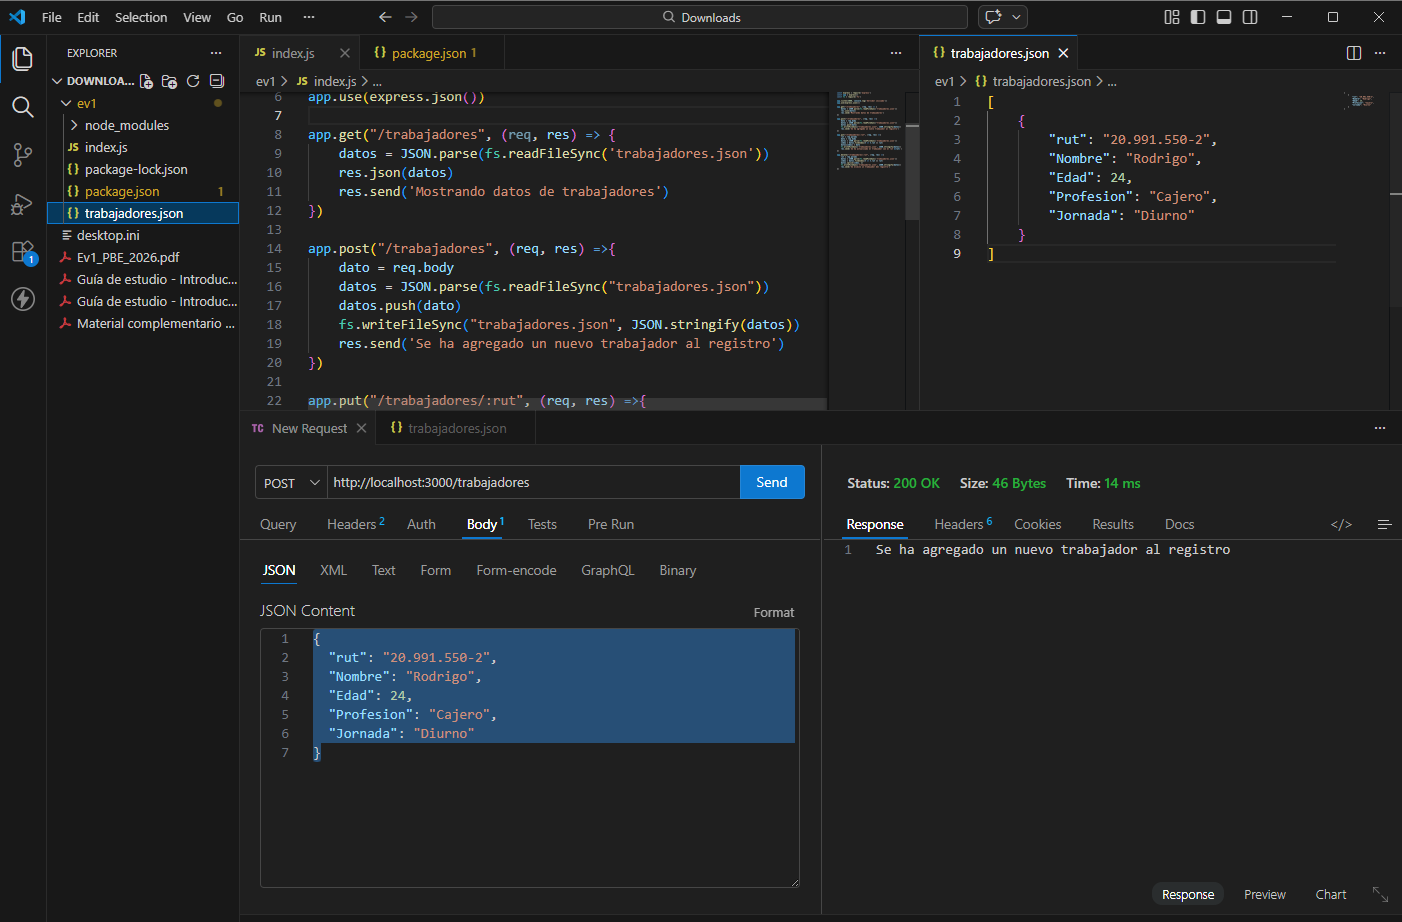 File Edit Selection View Go Run ··· Downloads
EXPLORER ···
DOWNLOA...
ev1
node_modules
index.js
package-lock.json
package.json 1
trabajadores.json
desktop.ini
Ev1_PBE_2026.pdf
Guía de estudio - Introduc...
Guía de estudio - Introduc...
Material complementario ...
1
JS index.js
{} package.json 1
···
ev1 > JS index.js > ...
6 app.use(express.json())
7
8 app.get("/trabajadores", (req, res) => {
9 datos = JSON.parse(fs.readFileSync('trabajadores.json'))
10 res.json(datos)
11 res.send('Mostrando datos de trabajadores')
12 })
13
14 app.post("/trabajadores", (req, res) =>{
15 dato = req.body
16 datos = JSON.parse(fs.readFileSync("trabajadores.json"))
17 datos.push(dato)
18 fs.writeFileSync("trabajadores.json", JSON.stringify(datos))
19 res.send('Se ha agregado un nuevo trabajador al registro')
20 })
21
22 app.put("/trabajadores/:rut", (req, res) =>{
{} trabajadores.json
···
ev1 > {} trabajadores.json > ...
1 [
2 {
3 "rut": "20.991.550-2",
4 "Nombre": "Rodrigo",
5 "Edad": 24,
6 "Profesion": "Cajero",
7 "Jornada": "Diurno"
8 }
9 ]
TC New Request
{} trabajadores.json
···
POST http://localhost:3000/trabajadores Send
Query Headers 2 Auth Body 1 Tests Pre Run
JSON XML Text Form Form-encode GraphQL Binary
JSON Content Format
1 {
2 "rut": "20.991.550-2",
3 "Nombre": "Rodrigo",
4 "Edad": 24,
5 "Profesion": "Cajero",
6 "Jornada": "Diurno"
7 }
Status: 200 OK Size: 46 Bytes Time: 14 ms
Response Headers 6 Cookies Results Docs </>
1 Se ha agregado un nuevo trabajador al registro
Response Preview Chart